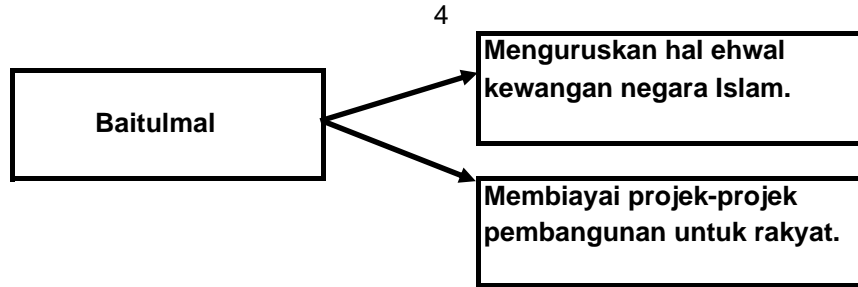 4
Baitulmal
Menguruskan hal ehwal
kewangan negara Islam.
Membiayai projek-projek
pembangunan untuk rakyat.